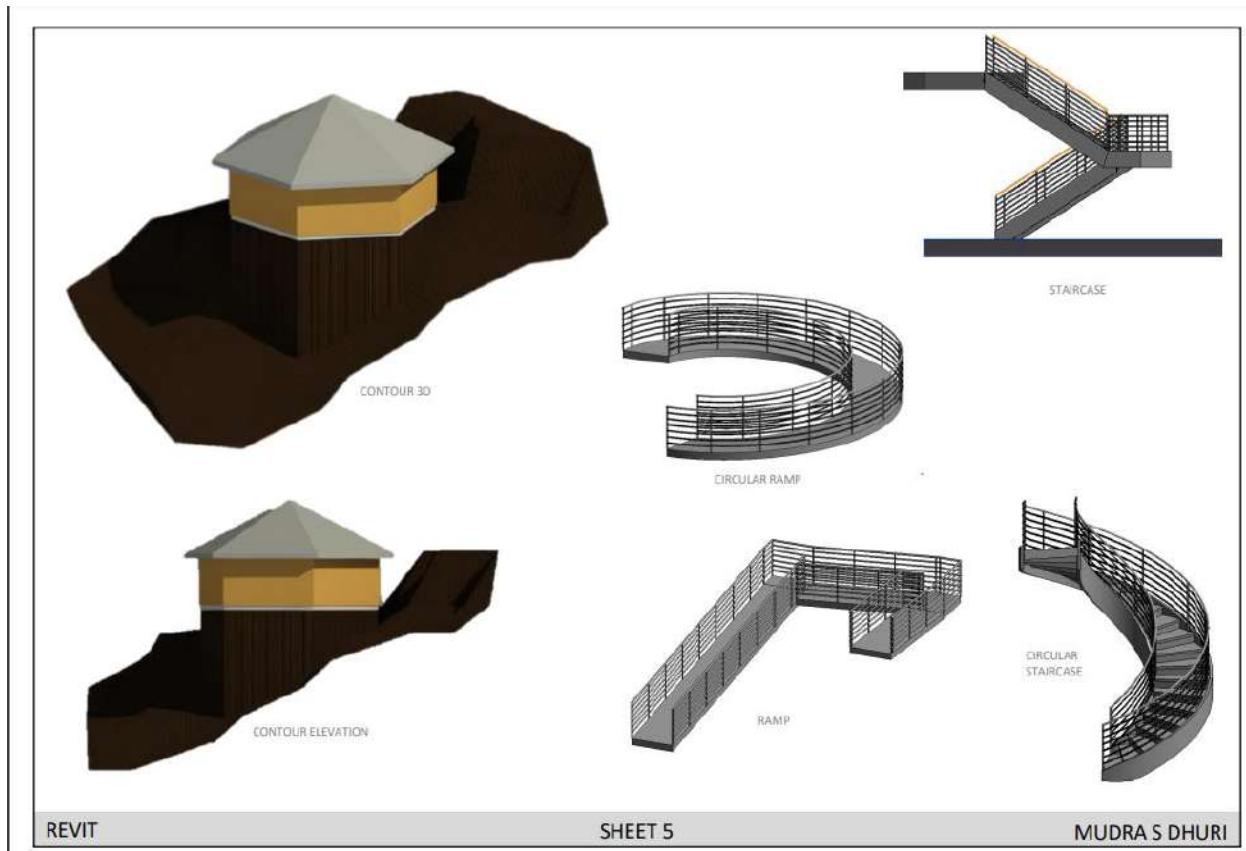 STAIRCASE
CONTOUR 3D
CIRCULAR RAMP
CIRCULAR
STAIRCASE
RAMP
CONTOUR ELEVATION
REVIT
SHEET 5
MUDRA S DHURI